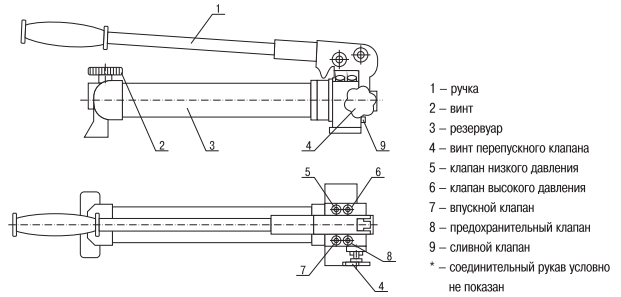 1
2
3
4
9
5
6
7
8
4
1 – ручка
2 – винт
3 – резервуар
4 – винт перепускного клапана
5 – клапан низкого давления
6 – клапан высокого давления
7 – впускной клапан
8 – предохранительный клапан
9 – сливной клапан
* – соединительный рукав условно
не показан